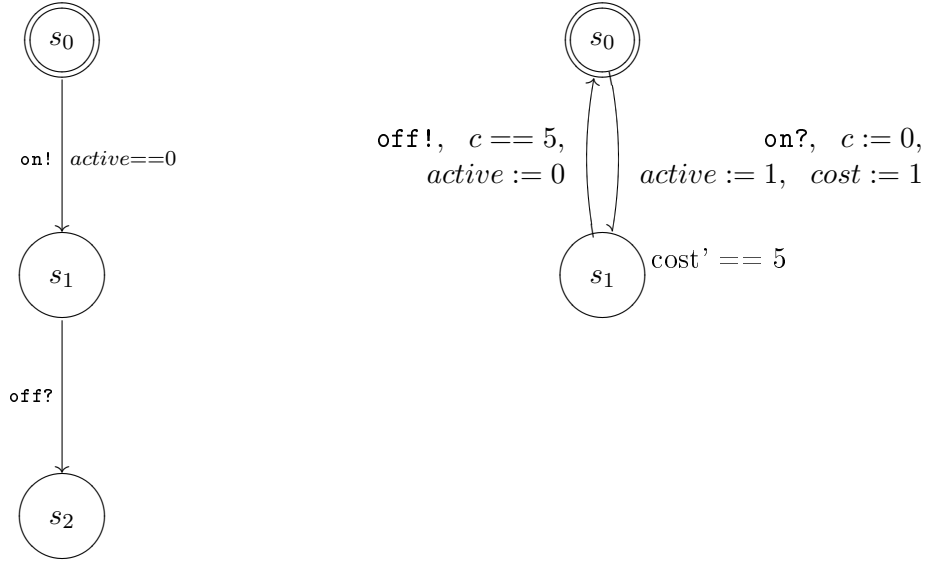 s0
on! active==0
s1
off?
s2
s0
off!, c == 5,
active := 0
on?, c := 0,
active := 1, cost := 1
s1
cost' == 5